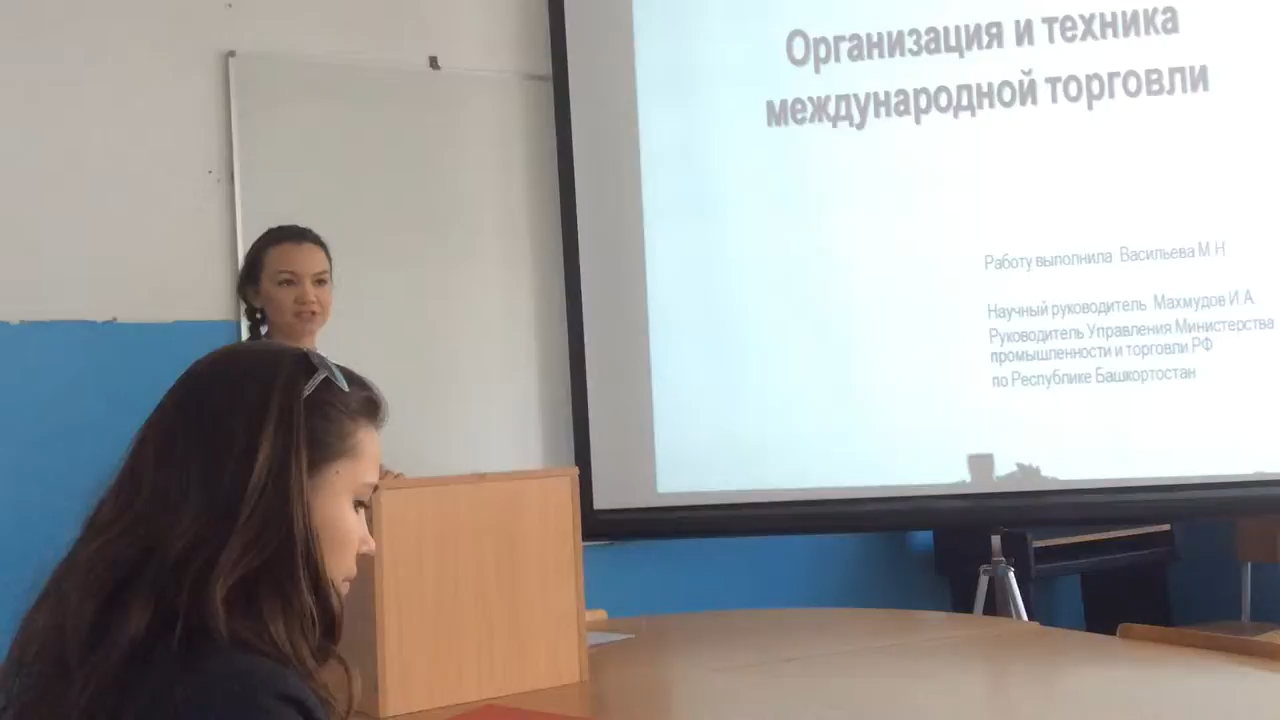 Организация и техника
международной торговли
Работу выполнила Васильева М.Н
Научный руководитель Махмудов И.А.
Руководитель Управления Министерства
промышленности и торговли РФ
по Республике Башкортостан